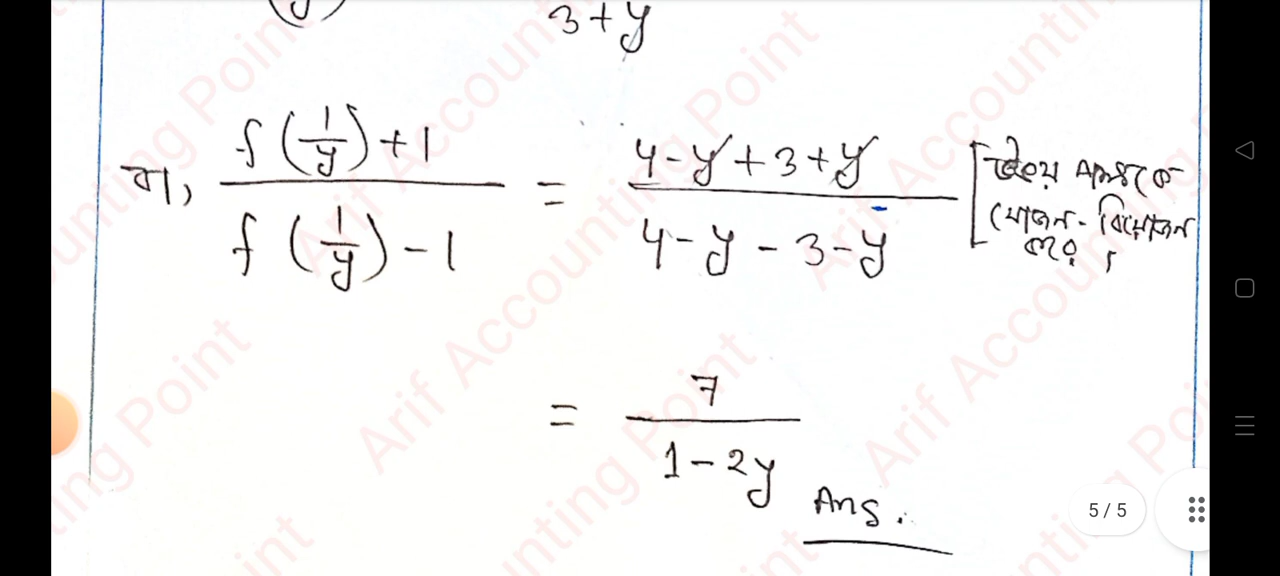 (y) 3+y
বা, f(1/y)+1 / f(1/y)-1 = 4-y+3+y / 4-y-3-y [উভয় পক্ষকে
যোজন-বিয়োজন
করে,
= 7 / 1-2y
Ans.
5/5
Arif Accounting Point